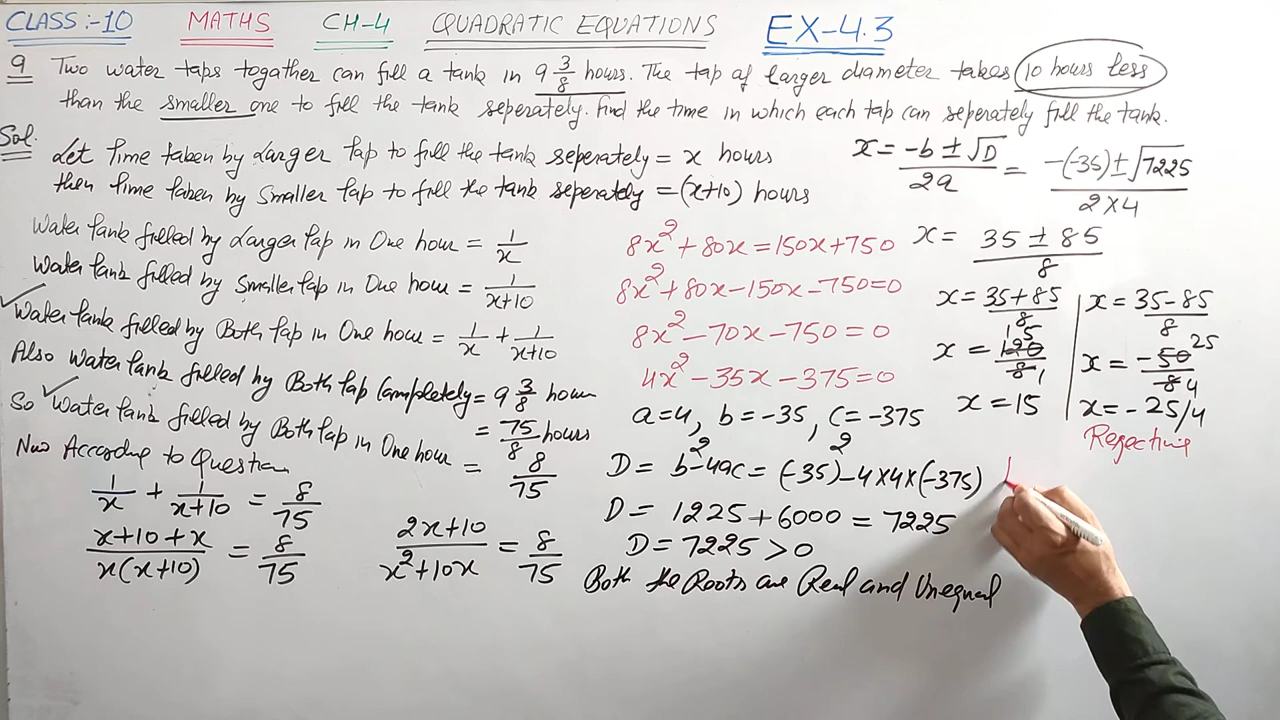 CLASS:-10 MATHS CH-4 QUADRATIC EQUATIONS EX-4.3
9 Two water taps together can fill a tank in 9 3/8 hours. The tap of larger diameter takes 10 hours less
than the smaller one to fill the tank seperately. Find the time in which each tap can seperately fill the tank.
Sol.
Let Time taken by Larger Tap to fill the tank seperately = x hours
then Time taken by Smaller Tap to fill the tank seperately = (x+10) hours
Water Tank filled by Larger Tap in One hour = 1/x
Water Tank filled by Smaller Tap in One hour = 1/(x+10)
✓ Water Tank filled by Both Tap in One hour = 1/x + 1/(x+10)
Also Water Tank filled by Both Tap Completely = 9 3/8 hour
= 75/8 hours
So ✓ Water Tank filled by Both Tap in One hour = 8/75
Now According to Question
1/x + 1/(x+10) = 8/75
(x+10+x)/(x(x+10)) = 8/75
(2x+10)/(x²+10x) = 8/75
8x²+80x=150x+750
8x²+80x-150x-750=0
8x²-70x-750=0
4x²-35x-375=0
a=4, b=-35, c=-375
D = b²-4ac = (-35)²-4×4×(-375)
D = 1225+6000 = 7225
D=7225>0
Both the Roots are Real and Unequal
x = (-b±√D)/2a = (-(-35)±√7225)/(2×4)
x = (35±85)/8
x = (35+85)/8
x = 120/8 15 1
x = 15
x = (35-85)/8
x = -50/8 25 4
x = -25/4
Rejecting